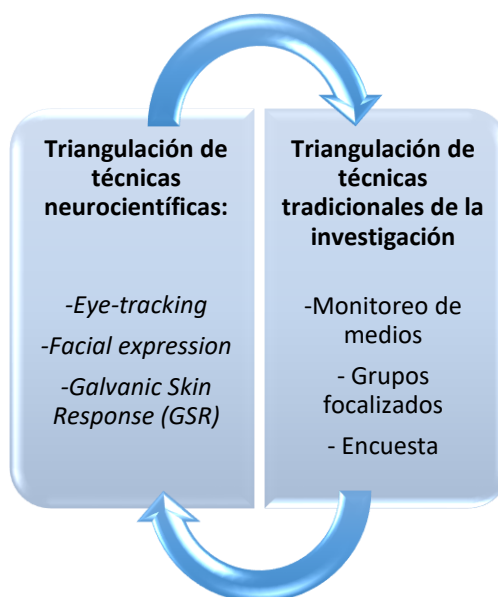 Triangulación de
técnicas
neurocientíficas:
-Eye-tracking
-Facial expression
-Galvanic Skin
Response (GSR)
Triangulación de
técnicas
tradicionales de la
investigación
-Monitoreo de
medios
- Grupos
focalizados
- Encuesta